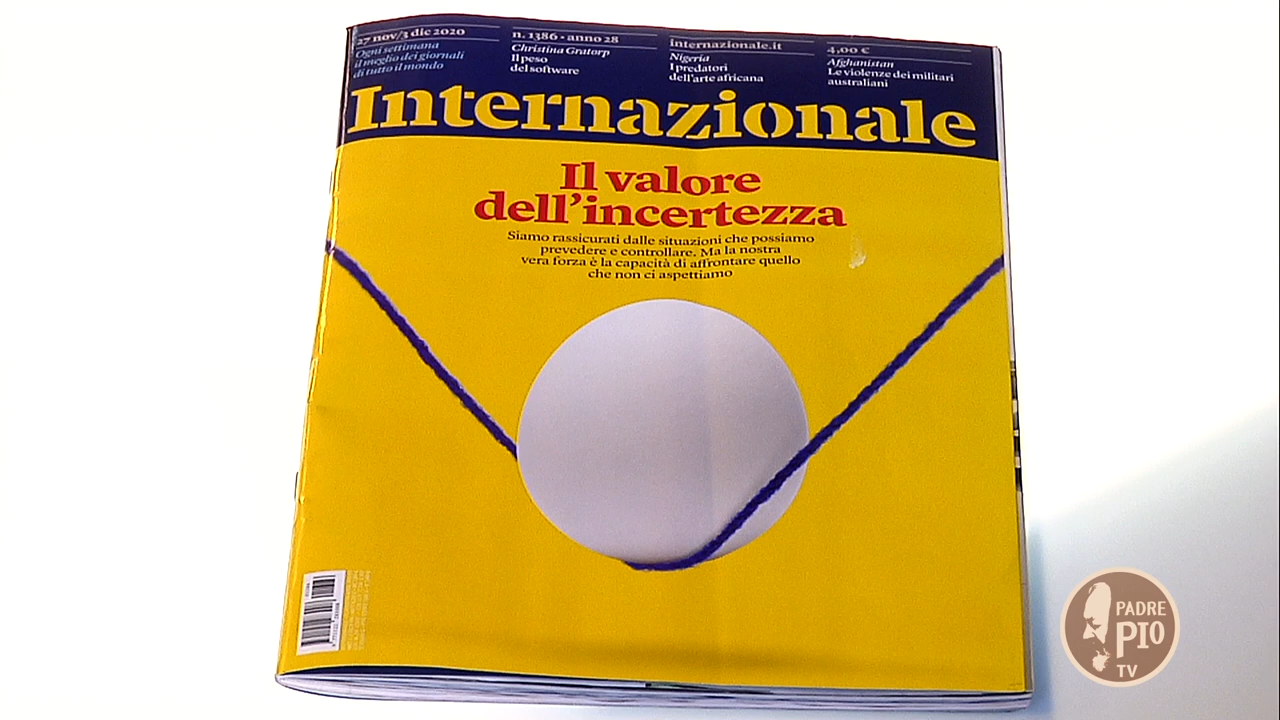 27 nov/3 dic 2020
Ogni settimana
il meglio dei giornali
di tutto il mondo
n. 1386 • anno 28
Christina Gratorp
Il peso
del software
internazionale.it
Nigeria
I predatori
dell'arte africana
4,00 €
Afghanistan
Le violenze dei militari
australiani
Internazionale
Il valore
dell'incertezza
Siamo rassicurati dalle situazioni che possiamo
prevedere e controllare. Ma la nostra
vera forza è la capacità di affrontare quello
che non ci aspettiamo
PADRE
PIO
TV